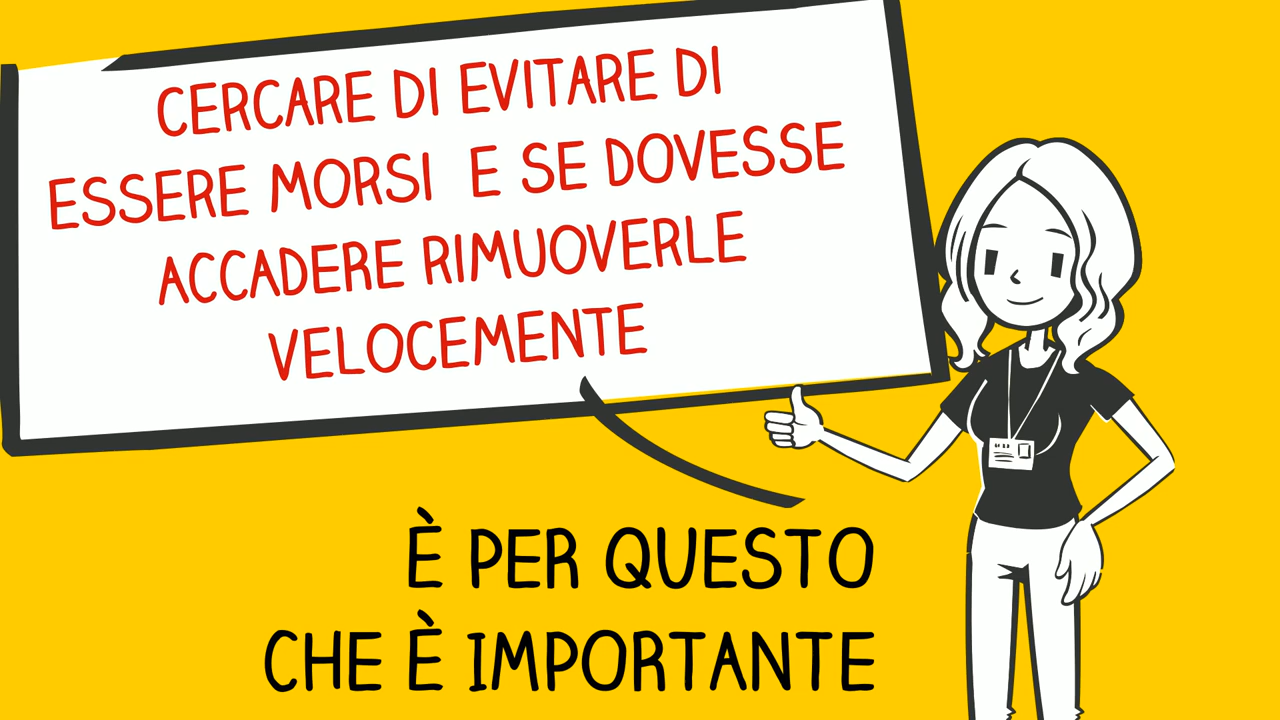 CERCARE DI EVITARE DI
ESSERE MORSI E SE DOVESSE
ACCADERE RIMUOVERLE
VELOCEMENTE
È PER QUESTO
CHE È IMPORTANTE